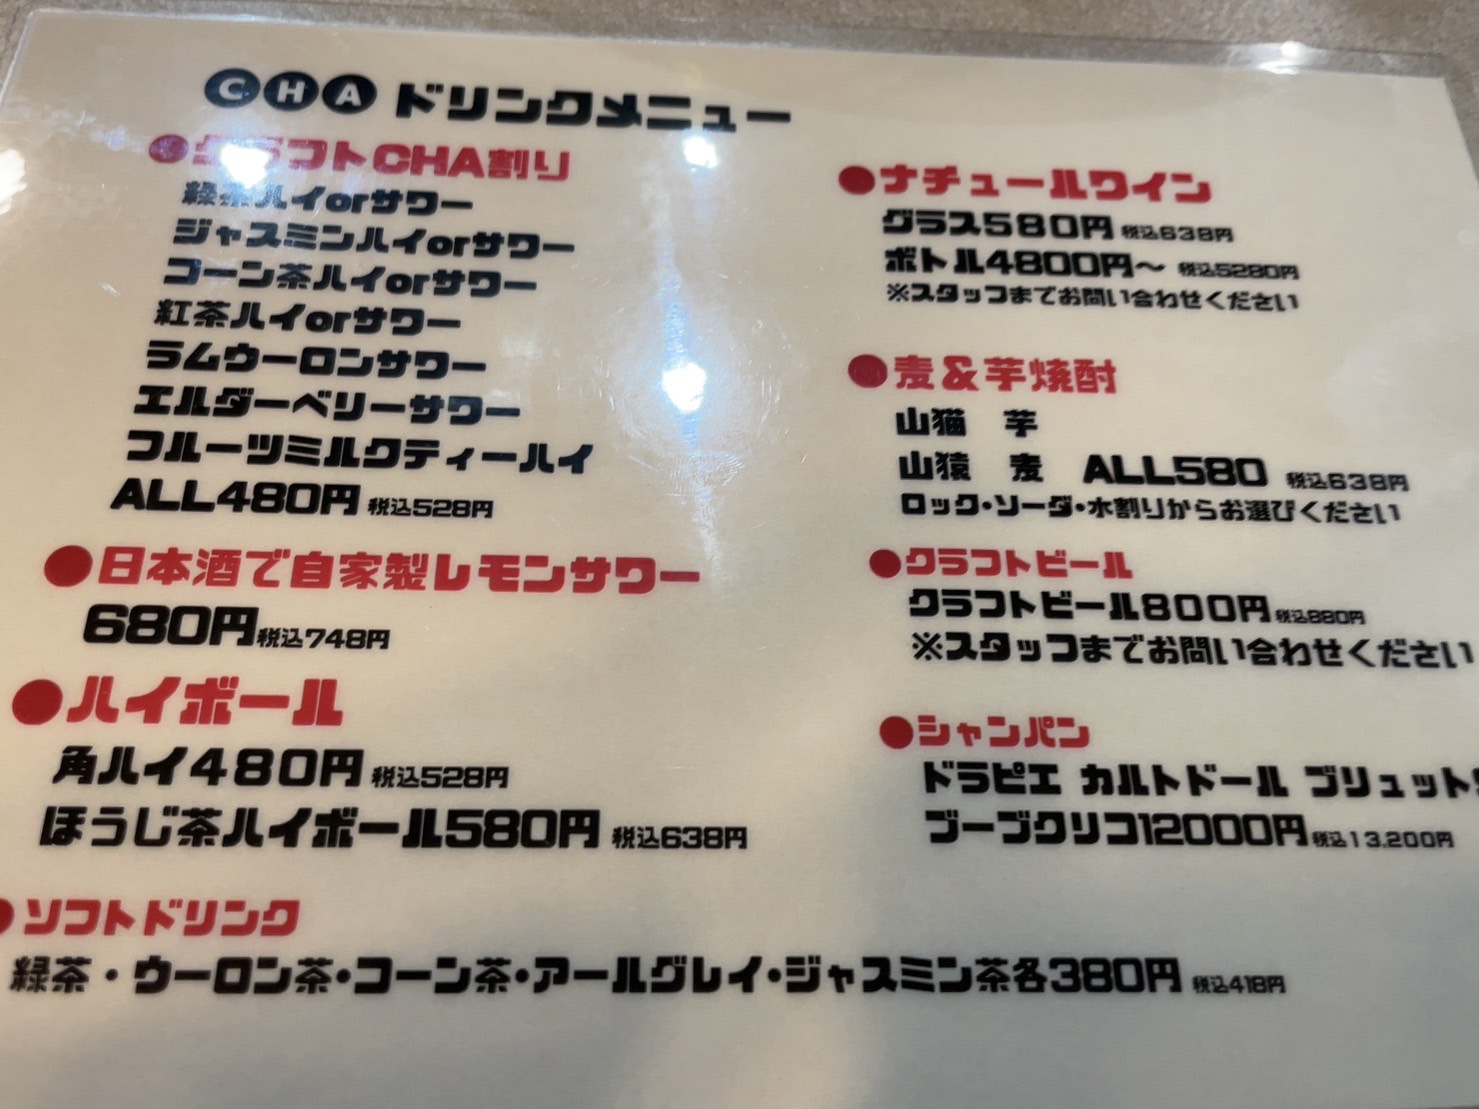 CHA ドリンクメニュー
●クラフトCHA割り
緑茶ハイorサワー
ジャスミンハイorサワー
コーン茶ハイorサワー
紅茶ハイorサワー
ラムウーロンサワー
エルダーベリーサワー
フルーツミルクティーハイ
ALL480円 税込528円
●日本酒で自家製レモンサワー
680円税込748円
●ハイボール
角ハイ480円 税込528円
ほうじ茶ハイボール580円 税込638円
●ナチュールワイン
グラス580円 税込638円
ボトル4800円～ 税込5280円
※スタッフまでお問い合わせください
●麦＆芋焼酎
山猫 芋
山猿 麦 ALL580 税込638円
ロック・ソーダ・水割りからお選びください
●クラフトビール
クラフトビール800円税込880円
※スタッフまでお問い合わせください
●シャンパン
ドラピエ カルトドール ブリュット
ブーブクリコ12000円税込13,200円
●ソフトドリンク
緑茶・ウーロン茶・コーン茶・アールグレイ・ジャスミン茶各380円 税込418円